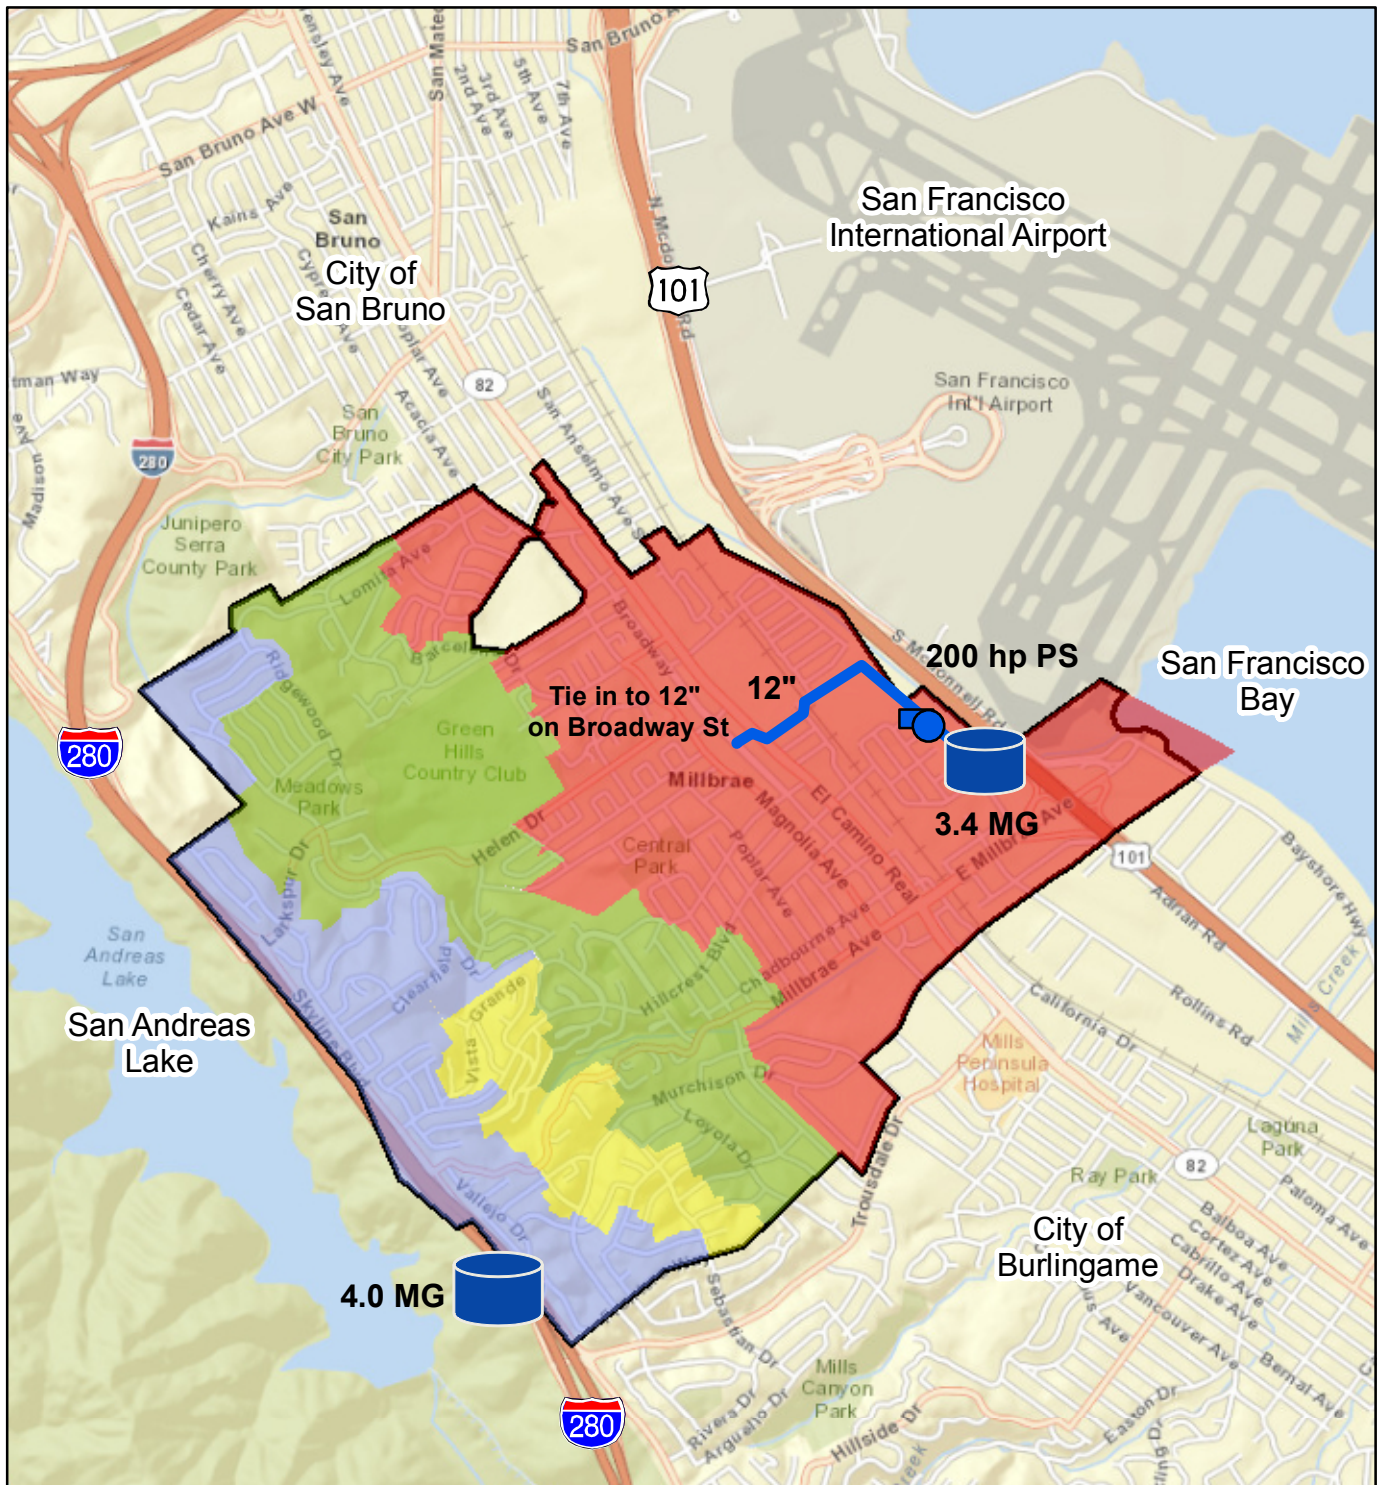 San Bruno Ave W
San Mateo
2nd Ave
3rd Ave
5th Ave
7th Ave
San Bruno A
Kains Ave
San
Bruno
City of
San Bruno
Cherry Ave
Cedar Ave
Acacia Ave
82
San
Bruno
City Park
280
Madison Ave
San Anselmo Ave S
101
San Francisco
International Airport
San Francisco
Int'l Airport
Junipero
Serra
County Park
Lomita Ave
Ridgewood Dr
Broadway
S McDonnell Rd
200 hp PS
San Francisco
Bay
12"
Tie in to 12"
on Broadway St
Green
Hills
Country Club
280
Meadows
Park
Millbrae
3.4 MG
Helen Dr
Central
Park
Magnolia Ave
El Camino Real
Poplar Ave
E Millbrae Ave
101
Bayshore Hwy
Adrian Rd
Larkspur Dr
San
Andreas
Lake
San Andreas
Lake
Clearfield Dr
Skyline Blvd
Vista Grande
Hillcrest Blvd
Chadbourne Ave
Millbrae Ave
California Dr
Rollins Rd
Mills Creek
Mills
Peninsula
Hospital
Murchison Dr
Loyola Dr
Trousdale Dr
Laguna
Park
Ray Park
82
Paloma Ave
Vallejo Dr
City of
Burlingame
Balboa Ave
Cortez Ave
Cabrillo Ave
Drake Ave
Vancouver Ave
Bernal Ave
4.0 MG
Sebastian Dr
280
Mills
Canyon
Park
Rivera Dr
Arguello Dr
Hillside Dr
Easton Dr